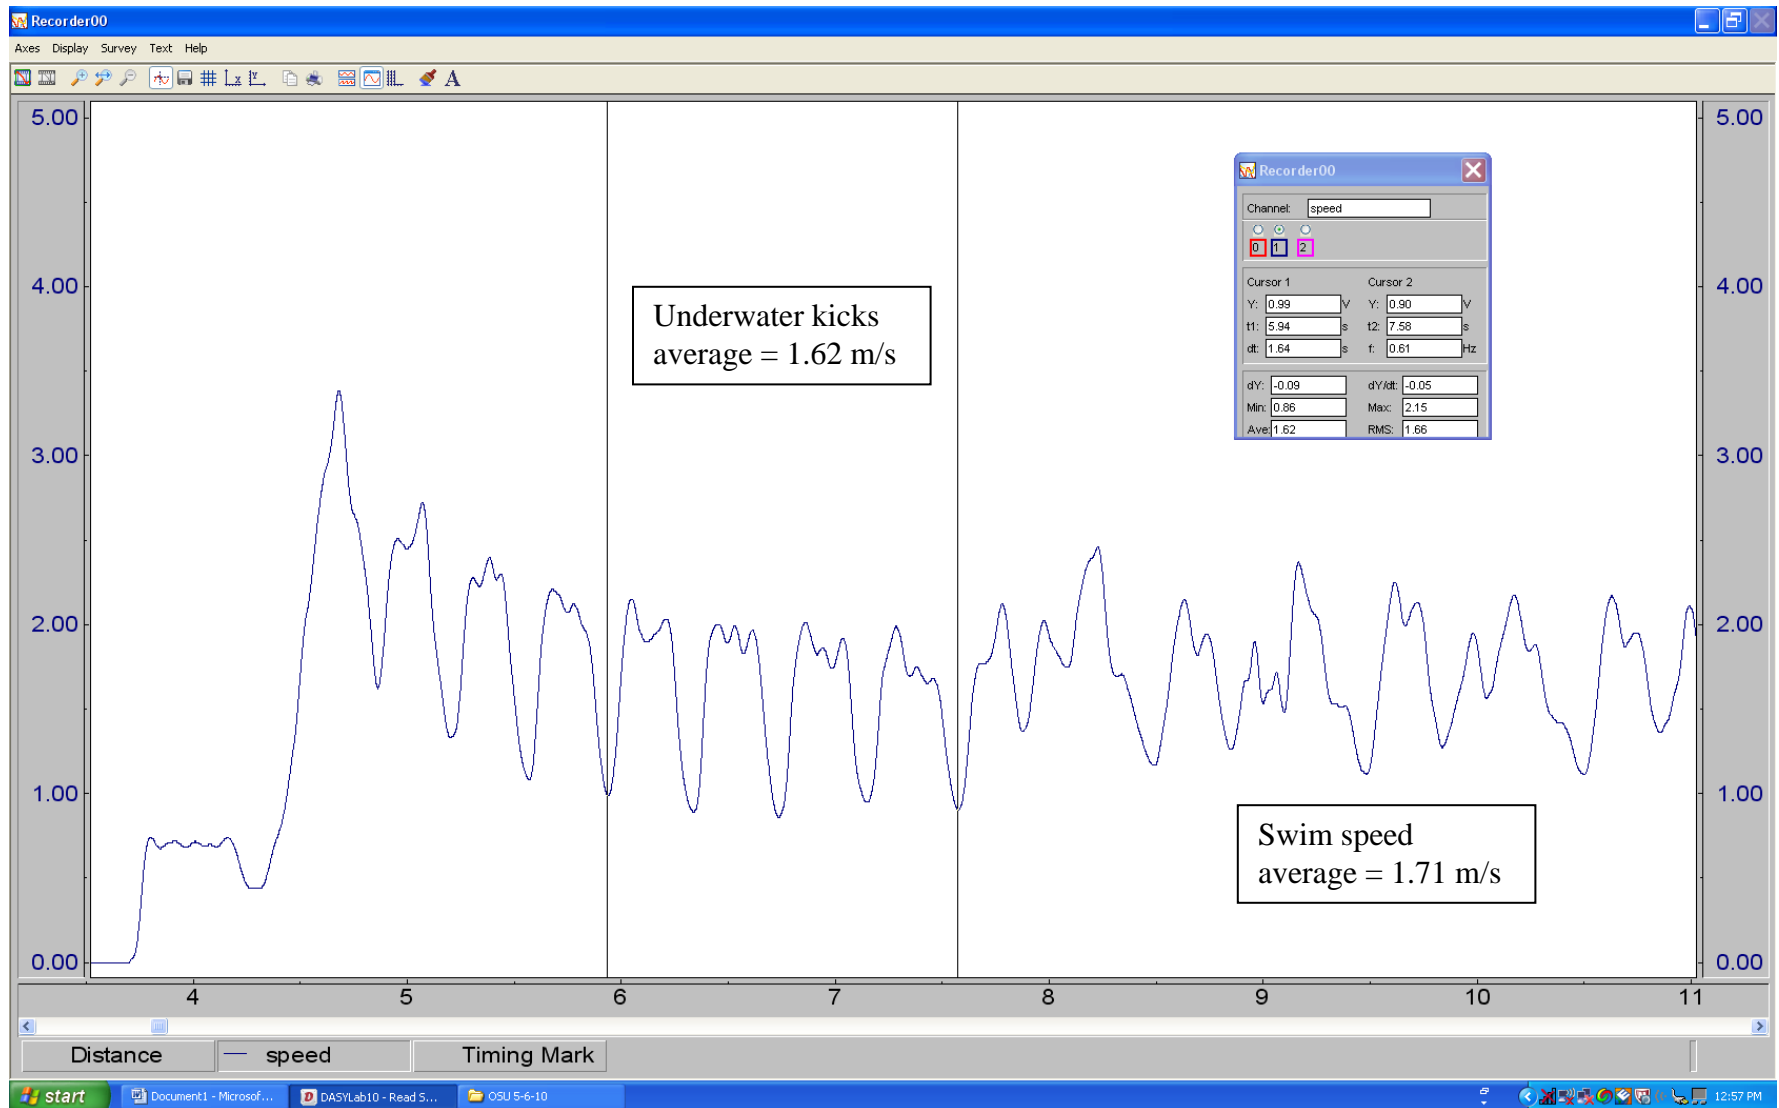 Recorder00
Axes Display Survey Text Help
5.00 5.00
4.00 4.00
3.00 3.00
2.00 2.00
1.00 1.00
0.00 0.00
Underwater kicks
average = 1.62 m/s
Recorder00
Channel: speed
0 1 2
Cursor 1 Cursor 2
Y: 0.99 V Y: 0.90 V
t1: 5.94 s t2: 7.58 s
dt: 1.64 s f: 0.61 Hz
dY: -0.09 dY/dt: -0.05
Min: 0.86 Max: 2.15
Ave: 1.62 RMS: 1.66
Swim speed
average = 1.71 m/s
4 5 6 7 8 9 10 11
Distance speed Timing Mark
start Document1 - Microsof... DASYLab10 - Read S... OSU 5-6-10 12:57 PM